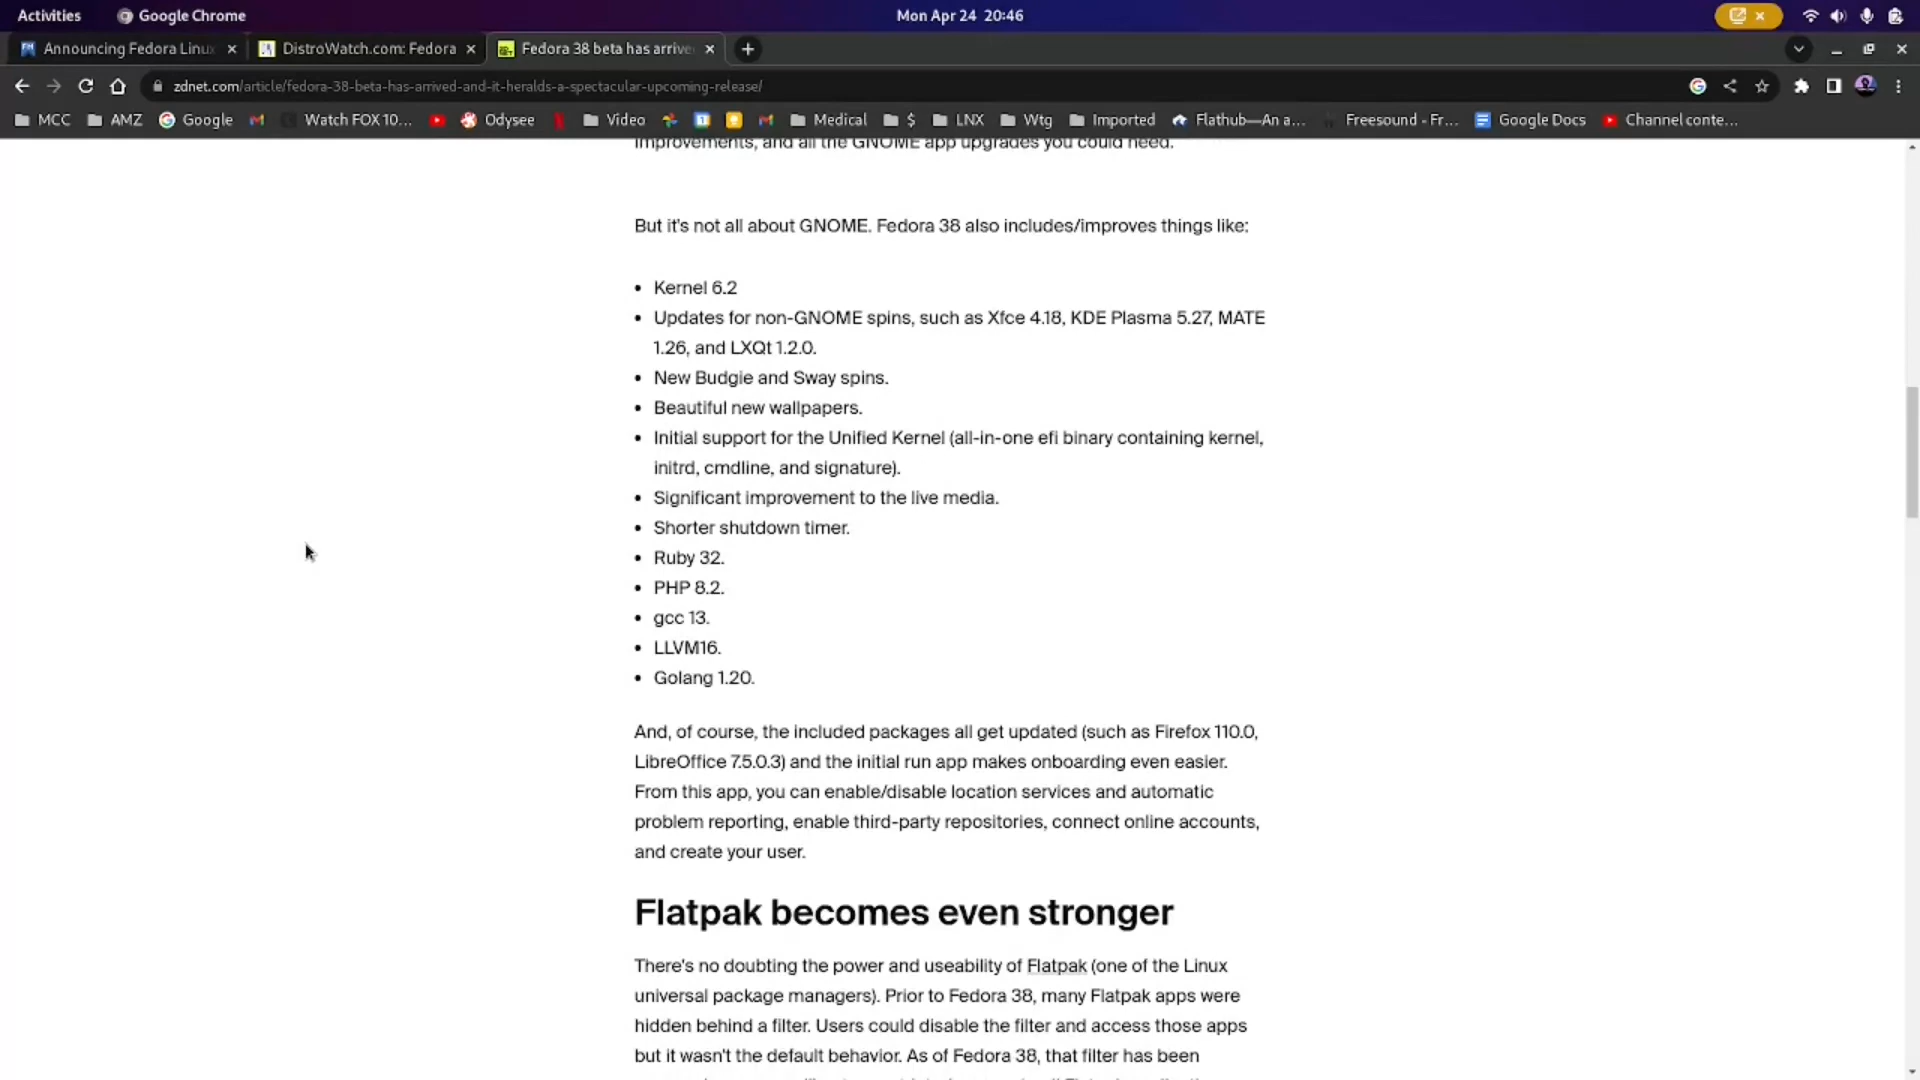 Activities Google Chrome Mon Apr 24 20:46
Announcing Fedora Linu DistroWatch.com: Fedora Fedora 38 beta has arrive
zdnet.com/article/fedora-38-beta-has-arrived-and-it-heralds-a-spectacular-upcoming-release/
MCC AMZ Google Watch FOX 10... Odysee Video Medical $ LNX Wtg Imported Flathub—An a... Freesound - Fr... Google Docs Channel conte...
improvements, and all the GNOME app upgrades you could need.
But it's not all about GNOME. Fedora 38 also includes/improves things like:
• Kernel 6.2
• Updates for non-GNOME spins, such as Xfce 4.18, KDE Plasma 5.27, MATE
1.26, and LXQt 1.2.0.
• New Budgie and Sway spins.
• Beautiful new wallpapers.
• Initial support for the Unified Kernel (all-in-one efi binary containing kernel,
initrd, cmdline, and signature).
• Significant improvement to the live media.
• Shorter shutdown timer.
• Ruby 32.
• PHP 8.2.
• gcc 13.
• LLVM16.
• Golang 1.20.
And, of course, the included packages all get updated (such as Firefox 110.0,
LibreOffice 7.5.0.3) and the initial run app makes onboarding even easier.
From this app, you can enable/disable location services and automatic
problem reporting, enable third-party repositories, connect online accounts,
and create your user.
Flatpak becomes even stronger
There's no doubting the power and useability of Flatpak (one of the Linux
universal package managers). Prior to Fedora 38, many Flatpak apps were
hidden behind a filter. Users could disable the filter and access those apps
but it wasn't the default behavior. As of Fedora 38, that filter has been